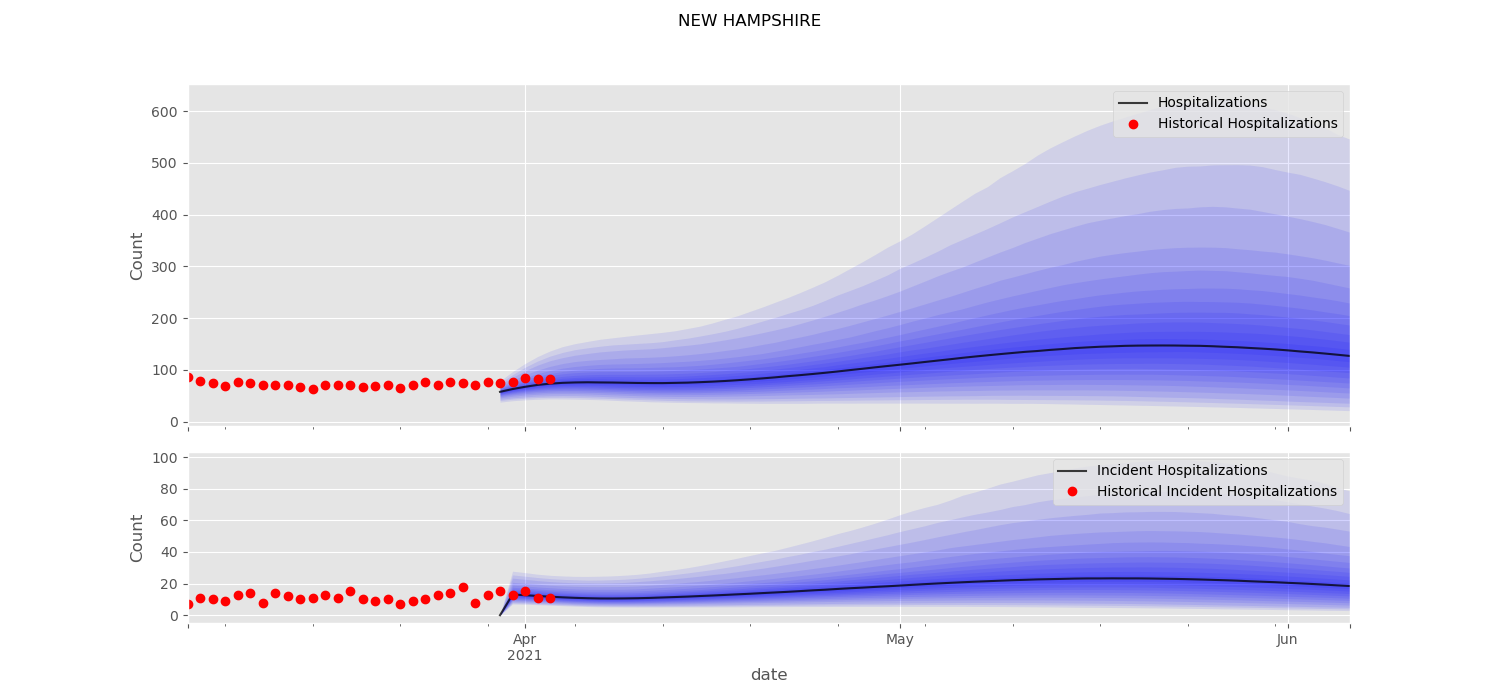 NEW HAMPSHIRE
600
500
400
300
200
100
0
Count
Hospitalizations
Historical Hospitalizations
100
80
60
40
20
0
Count
Incident Hospitalizations
Historical Incident Hospitalizations
Apr
2021
May
Jun
date